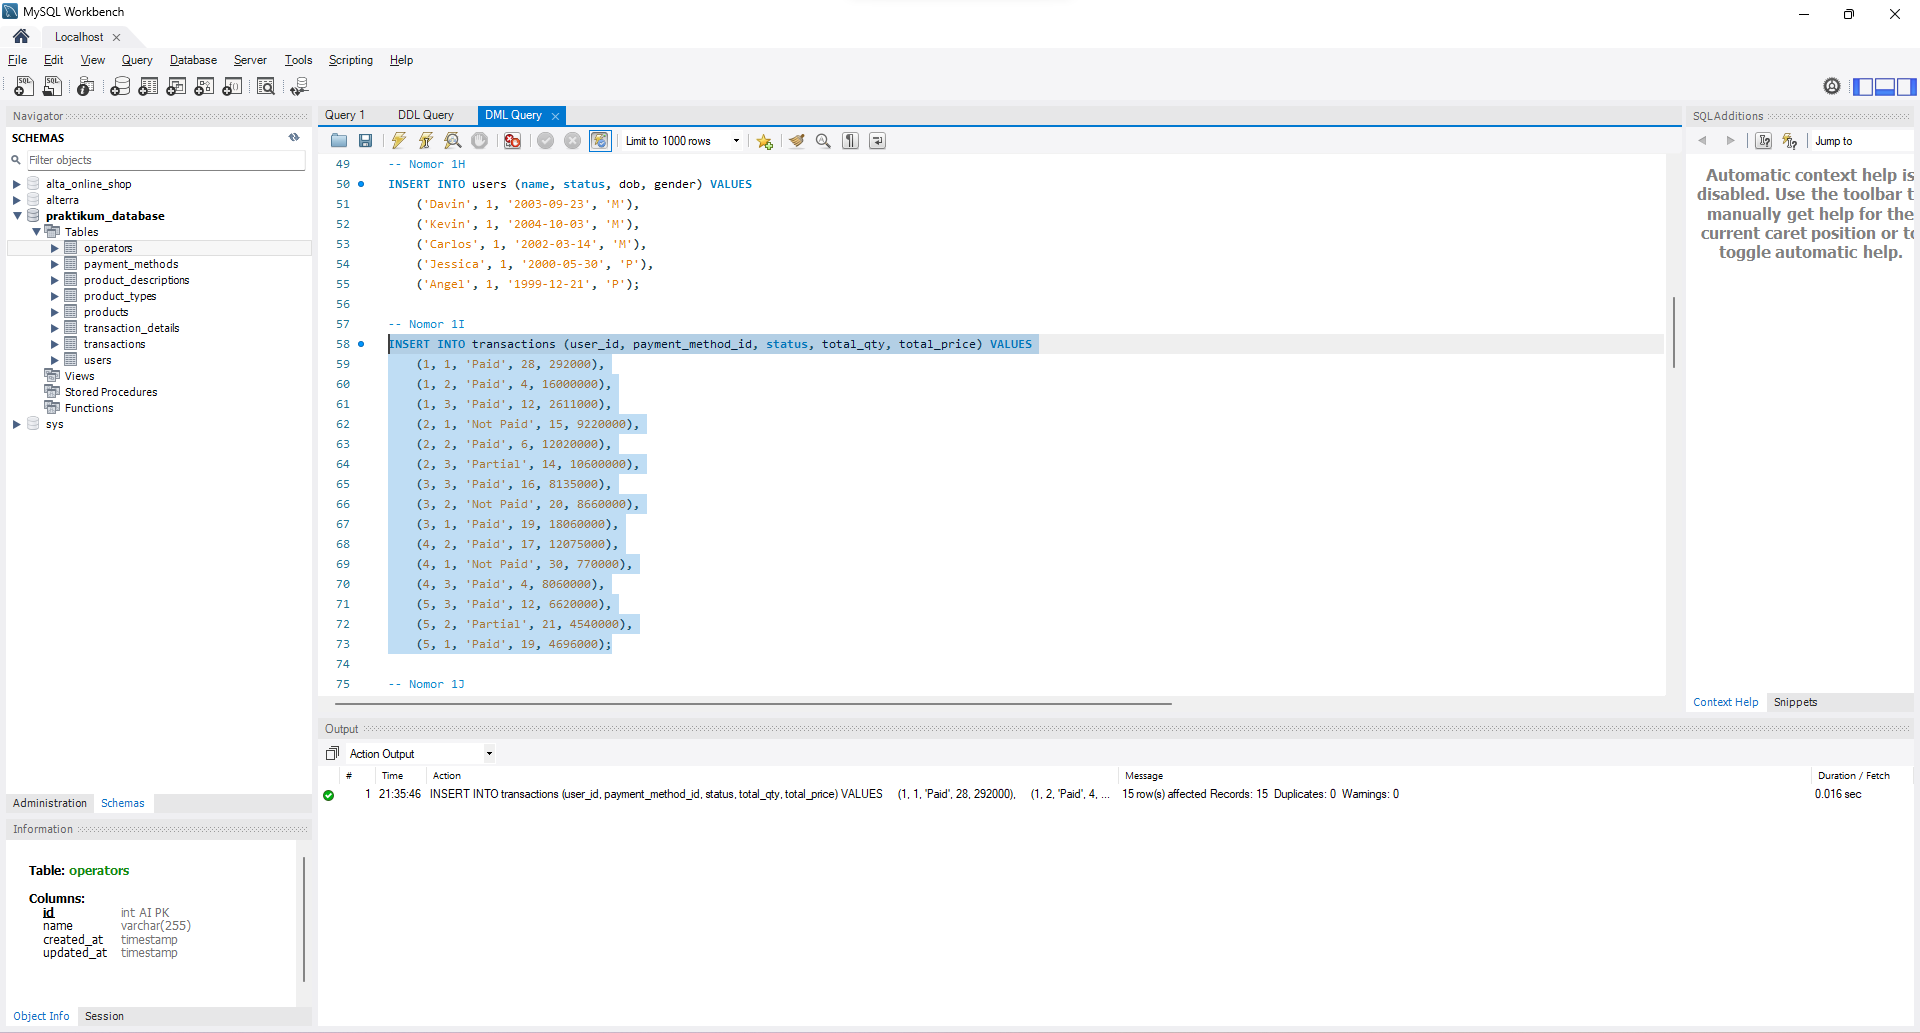 MySQL Workbench
Localhost
File Edit View Query Database Server Tools Scripting Help
Navigator
SCHEMAS
Filter objects
alta_online_shop
alterra
praktikum_database
Tables
operators
payment_methods
product_descriptions
product_types
products
transaction_details
transactions
users
Views
Stored Procedures
Functions
sys
Administration Schemas
Information
Table: operators
Columns:
id int AI PK
name varchar(255)
created_at timestamp
updated_at timestamp
Object Info Session
Query 1 DDL Query DML Query
Limit to 1000 rows
49 -- Nomor 1H
50 INSERT INTO users (name, status, dob, gender) VALUES
51 ('Davin', 1, '2003-09-23', 'M'),
52 ('Kevin', 1, '2004-10-03', 'M'),
53 ('Carlos', 1, '2002-03-14', 'M'),
54 ('Jessica', 1, '2000-05-30', 'P'),
55 ('Angel', 1, '1999-12-21', 'P');
56
57 -- Nomor 1I
58 INSERT INTO transactions (user_id, payment_method_id, status, total_qty, total_price) VALUES
59 (1, 1, 'Paid', 28, 292000),
60 (1, 2, 'Paid', 4, 16000000),
61 (1, 3, 'Paid', 12, 2611000),
62 (2, 1, 'Not Paid', 15, 9220000),
63 (2, 2, 'Paid', 6, 12020000),
64 (2, 3, 'Partial', 14, 10600000),
65 (3, 3, 'Paid', 16, 8135000),
66 (3, 2, 'Not Paid', 20, 8660000),
67 (3, 1, 'Paid', 19, 18060000),
68 (4, 2, 'Paid', 17, 12075000),
69 (4, 1, 'Not Paid', 30, 770000),
70 (4, 3, 'Paid', 4, 8060000),
71 (5, 3, 'Paid', 12, 6620000),
72 (5, 2, 'Partial', 21, 4540000),
73 (5, 1, 'Paid', 19, 4696000);
74
75 -- Nomor 1J
Output
Action Output
# Time Action Message Duration / Fetch
1 21:35:46 INSERT INTO transactions (user_id, payment_method_id, status, total_qty, total_price) VALUES (1, 1, 'Paid', 28, 292000), (1, 2, 'Paid', 4, ... 15 row(s) affected Records: 15 Duplicates: 0 Warnings: 0 0.016 sec
SQLAdditions
Jump to
Automatic context help is
disabled. Use the toolbar t
manually get help for the
current caret position or to
toggle automatic help.
Context Help Snippets